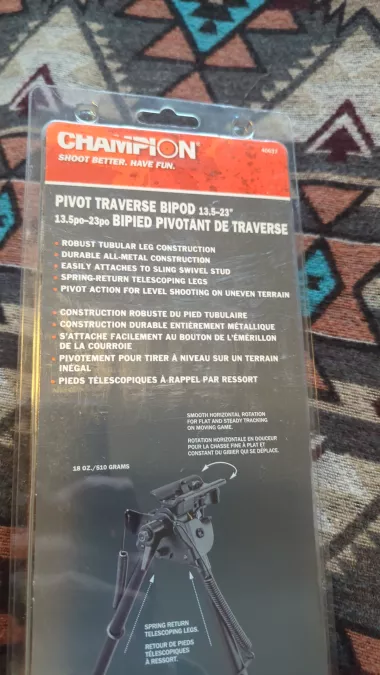 CHAMPION
SHOOT BETTER. HAVE FUN.
PIVOT TRAVERSE BIPOD 13.5-23"
13.5po-23po BIPIED PIVOTANT DE TRAVERSE
• ROBUST TUBULAR LEG CONSTRUCTION
• DURABLE ALL-METAL CONSTRUCTION
• EASILY ATTACHES TO SLING SWIVEL STUD
• SPRING-RETURN TELESCOPING LEGS
• PIVOT ACTION FOR LEVEL SHOOTING ON UNEVEN TERRAIN
• CONSTRUCTION ROBUSTE DU PIED TUBULAIRE
• CONSTRUCTION DURABLE ENTIÈREMENT MÉTALLIQUE
• S'ATTACHE FACILEMENT AU BOUTON DE L'ÉMERILLON
DE LA COURROIE
• PIVOTEMENT POUR TIRER À NIVEAU SUR UN TERRAIN
INÉGAL
• PIEDS TÉLESCOPIQUES À RAPPEL PAR RESSORT
SMOOTH HORIZONTAL ROTATION
FOR FLAT AND STEADY TRACKING
ON MOVING GAME.
ROTATION HORIZONTALE EN DOUCEUR
POUR LA CHASSE FINE À PLAT ET
CONSTANT DU GIBIER QUI SE DÉPLACE.
18 OZ./510 GRAMS
SPRING RETURN
TELESCOPING LEGS.
RETOUR DE PIEDS
TÉLESCOPIQUES
À RESSORT.